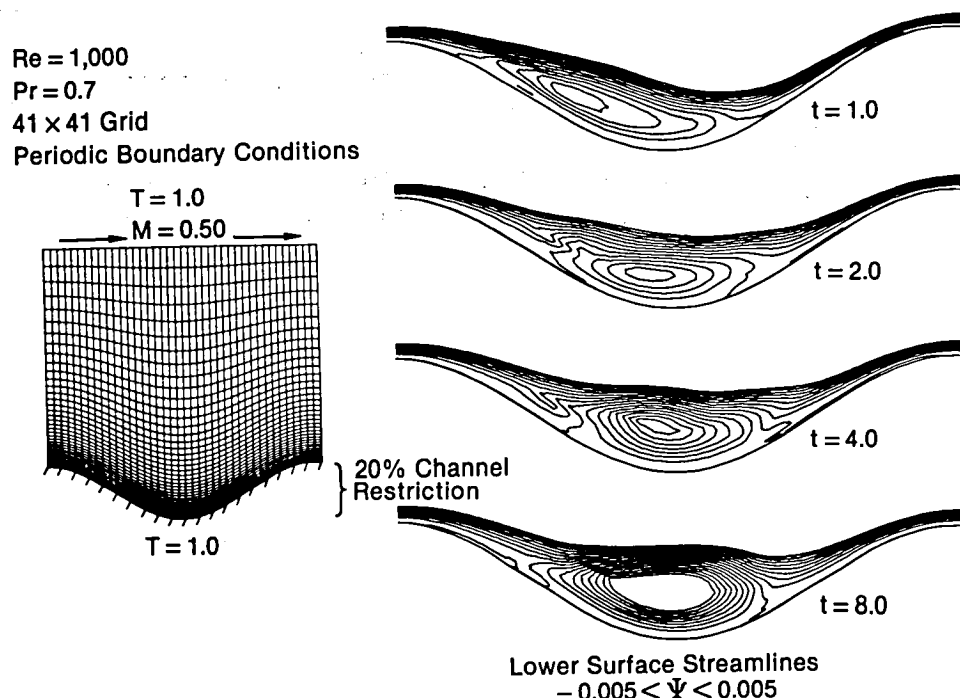 Re = 1,000
Pr = 0.7
41 × 41 Grid
Periodic Boundary Conditions
T = 1.0
M = 0.50
20% Channel
Restriction
T = 1.0
t = 1.0
t = 2.0
t = 4.0
t = 8.0
Lower Surface Streamlines
− 0.005 < Ψ < 0.005